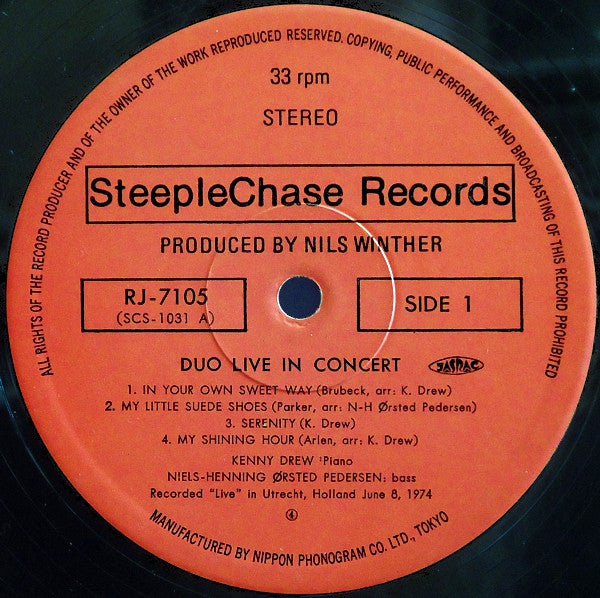 ALL RIGHTS OF THE RECORD PRODUCER AND OF THE OWNER OF THE WORK REPRODUCED RESERVED. COPYING, PUBLIC PERFORMANCE AND BROADCASTING OF THIS RECORD PROHIBITED
33 rpm
STEREO
SteepleChase Records
PRODUCED BY NILS WINTHER
RJ-7105
(SCS-1031 A)
SIDE 1
DUO LIVE IN CONCERT
JASRAC
1. IN YOUR OWN SWEET WAY (Brubeck, arr: K. Drew)
2. MY LITTLE SUEDE SHOES (Parker, arr: N-H Ørsted Pedersen)
3. SERENITY (K. Drew)
4. MY SHINING HOUR (Arlen, arr: K. Drew)
KENNY DREW :Piano
NIELS-HENNING ØRSTED PEDERSEN: bass
Recorded "Live" in Utrecht, Holland June 8, 1974
④
MANUFACTURED BY NIPPON PHONOGRAM CO. LTD., TOKYO